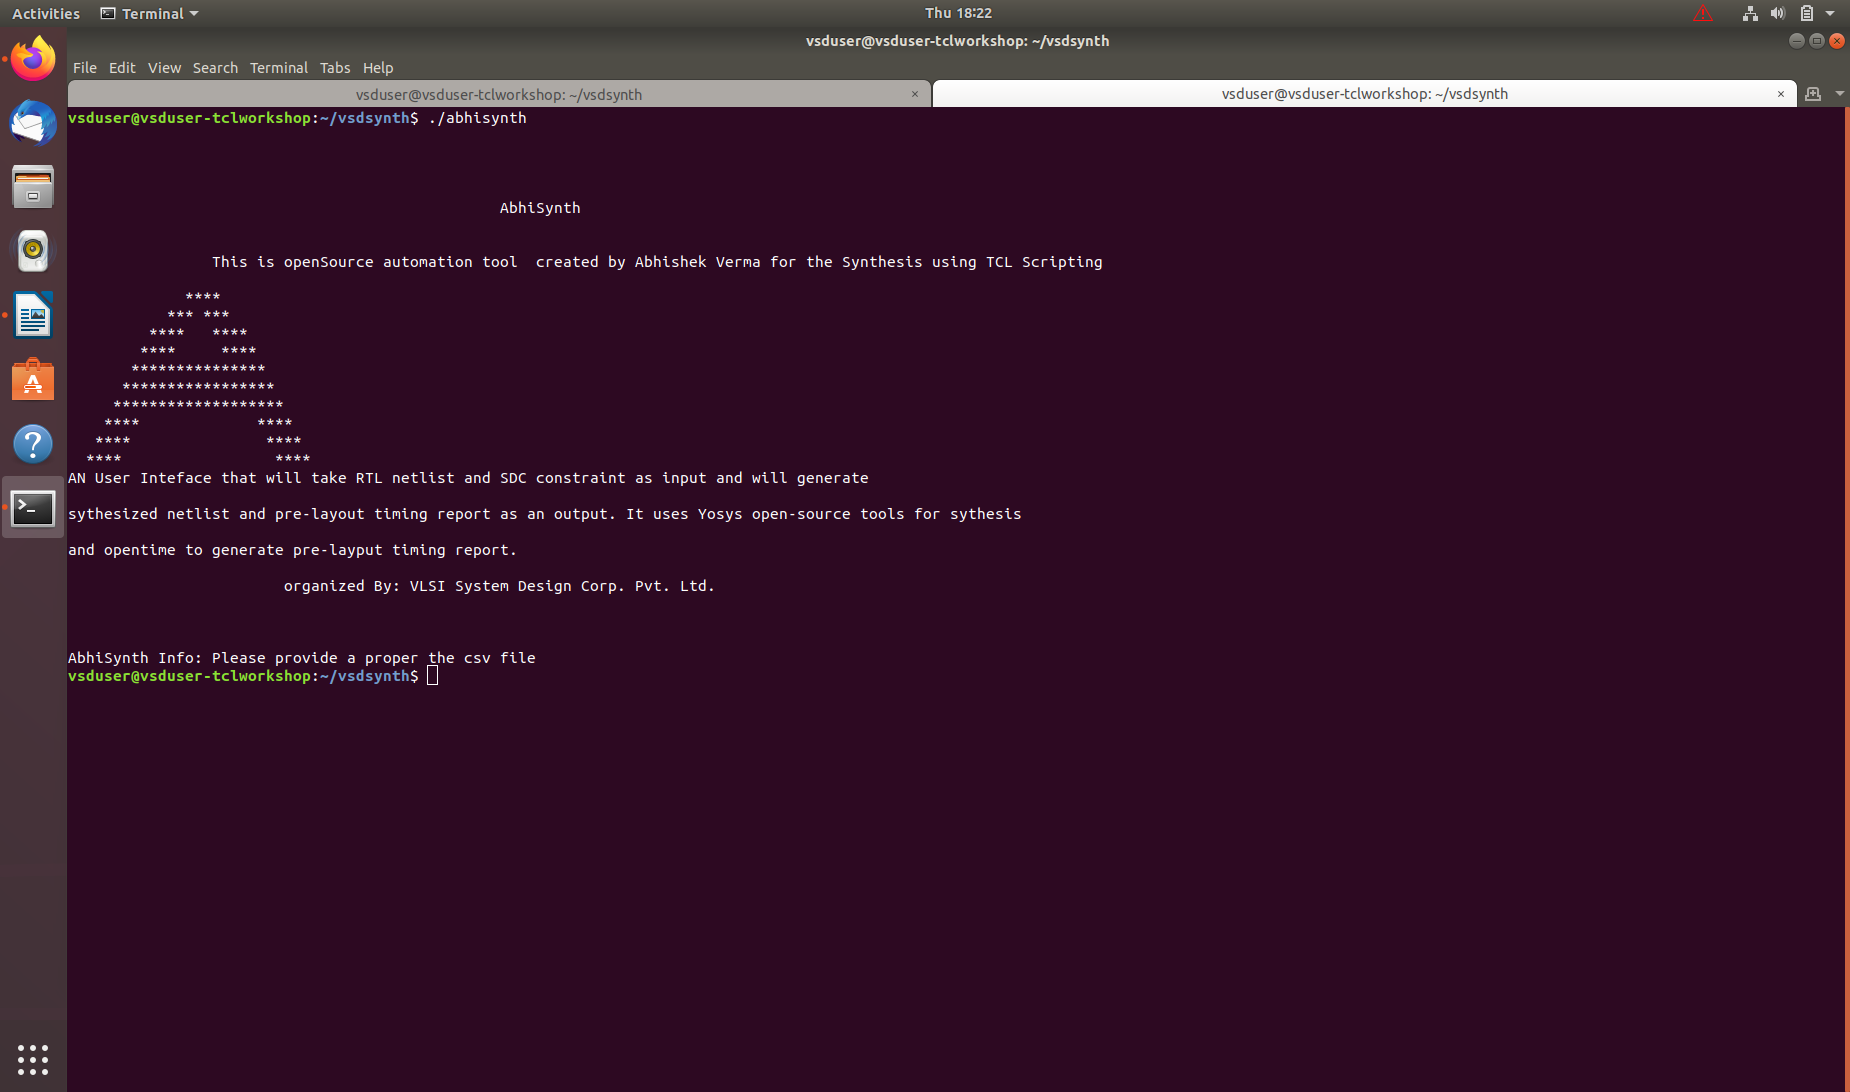 Activities Terminal Thu 18:22
vsduser@vsduser-tclworkshop: ~/vsdsynth
File Edit View Search Terminal Tabs Help
vsduser@vsduser-tclworkshop: ~/vsdsynth × vsduser@vsduser-tclworkshop: ~/vsdsynth ×
vsduser@vsduser-tclworkshop:~/vsdsynth$ ./abhisynth
AbhiSynth
This is openSource automation tool  created by Abhishek Verma for the Synthesis using TCL Scripting
****
*** ***
****   ****
****     ****
***************
*****************
*******************
****             ****
****               ****
****                 ****
AN User Inteface that will take RTL netlist and SDC constraint as input and will generate
sythesized netlist and pre-layout timing report as an output. It uses Yosys open-source tools for sythesis
and opentime to generate pre-layput timing report.
organized By: VLSI System Design Corp. Pvt. Ltd.
AbhiSynth Info: Please provide a proper the csv file
vsduser@vsduser-tclworkshop:~/vsdsynth$